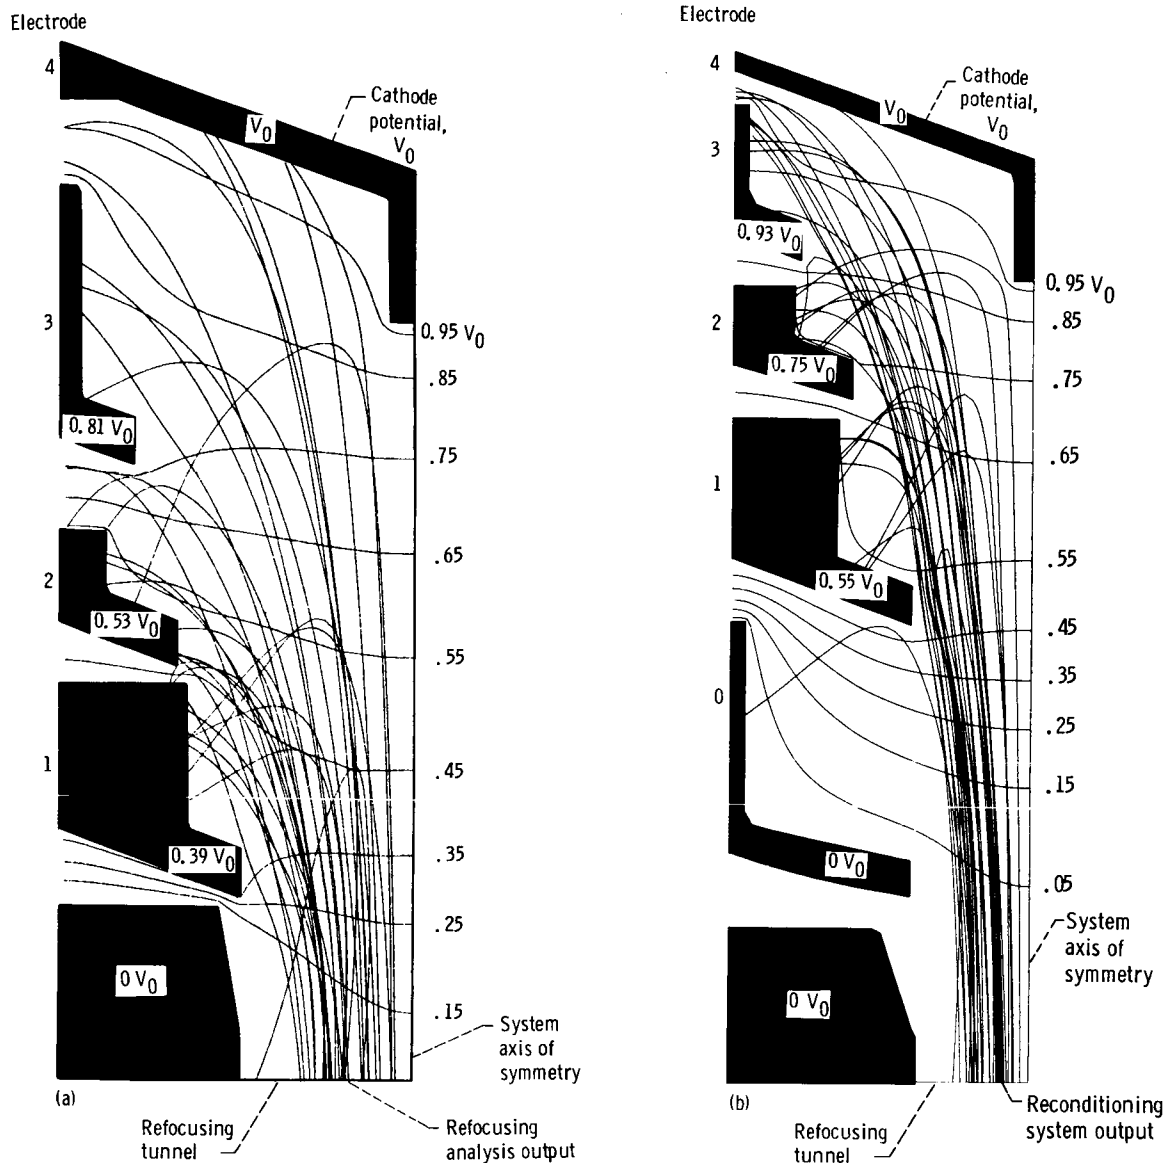 Electrode
4
Cathode
potential,
V0
V0
3
0.81 V0
2
0.53 V0
1
0.39 V0
0 V0
0.95 V0
.85
.75
.65
.55
.45
.35
.25
.15
System
axis of
symmetry
(a)
Refocusing
tunnel
Refocusing
analysis output
Electrode
4
Cathode
potential,
V0
V0
3
0.93 V0
2
0.75 V0
1
0.55 V0
0
0 V0
0 V0
0.95 V0
.85
.75
.65
.55
.45
.35
.25
.15
.05
System
axis of
symmetry
(b)
Refocusing
tunnel
Reconditioning
system output